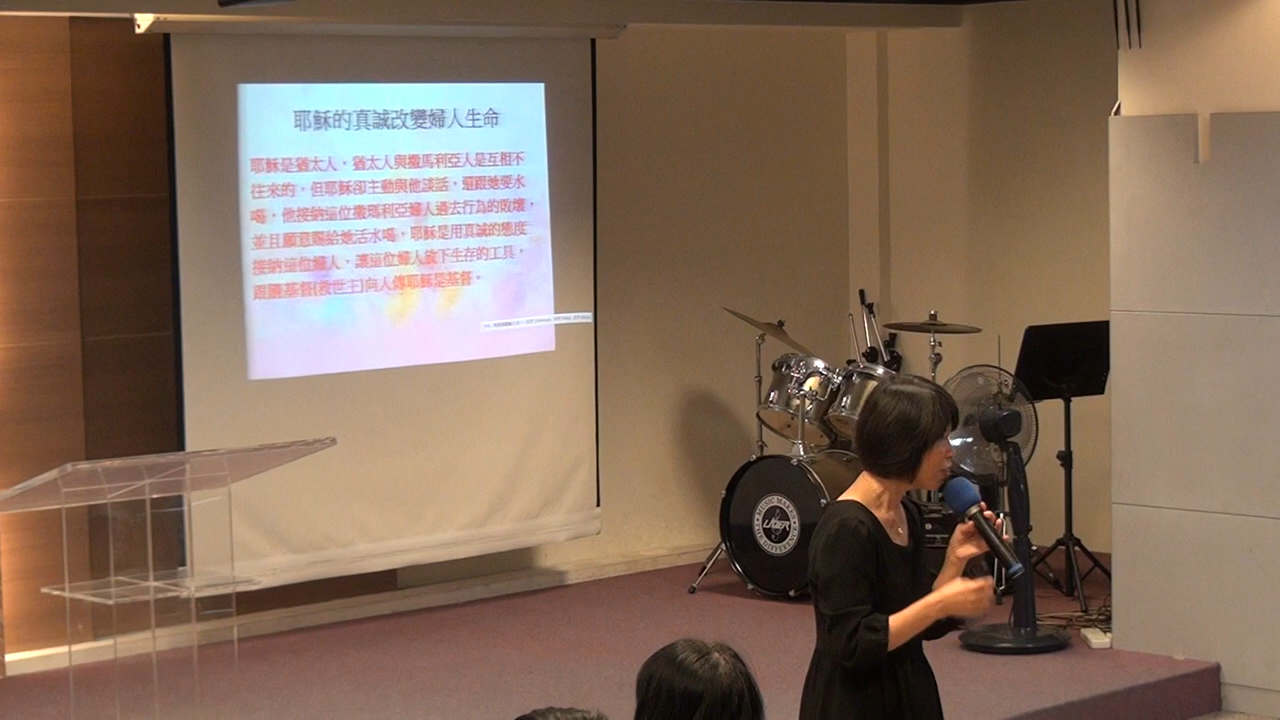 耶穌的真誠改變婦人生命
耶穌是猶太人、猶太人與撒馬利亞人是互相不
往來的，但耶穌卻主動與他談話，還跟她要水
喝，他接納這位撒瑪利亞婦人過去行為的敗壞，
並且願意賜給她活水喝，耶穌是用真誠的態度
接納這位婦人、讓這位婦人放下生存的工具，
跟隨基督(救世主)向人傳耶穌是基督。
MUSIC MAKES
LIGER
THE DIFFERENCE